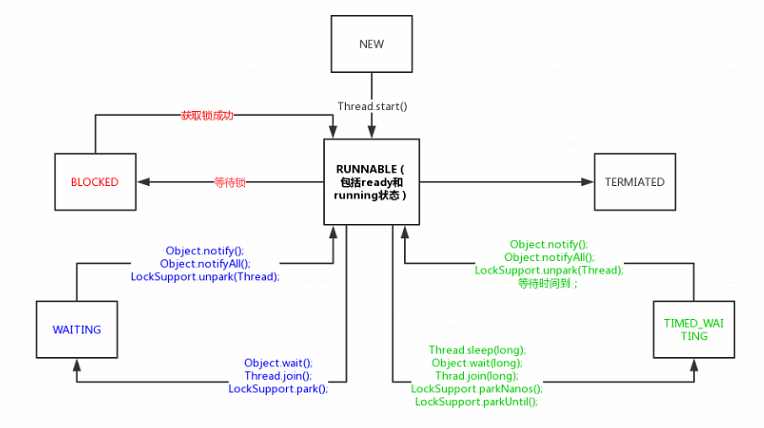 NEW
Thread.start()
获取锁成功
BLOCKED
等待锁
RUNNABLE（
包括ready和
running状态）
TERMIATED
Object.notify();
Object.notifyAll();
LockSupport.unpark(Thread);
Object.notify();
Object.notifyAll();
LockSupport.unpark(Thread);
等待时间到；
WAITING
TIMED_WAI
TING
Object.wait();
Thread.join();
LockSupport.park();
Thread.sleep(long);
Object.wait(long);
Thrad.join(long);
LockSupport.parkNanos();
LockSupport.parkUntil();